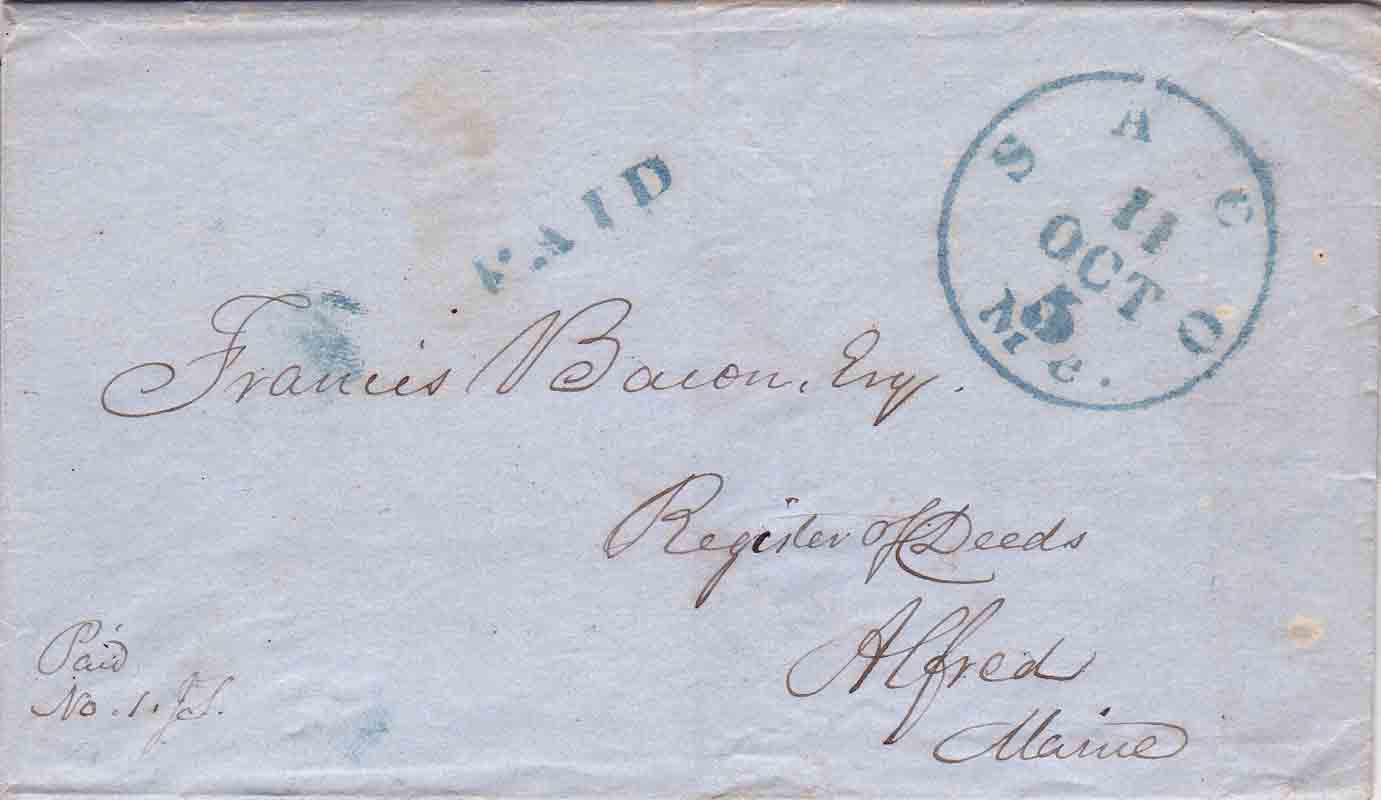 SACO
11
OCT
5
Me.
PAID
Francis Bacon, Esq.
Register of Deeds
Alfred
Maine
Paid
No. 1. J.S.